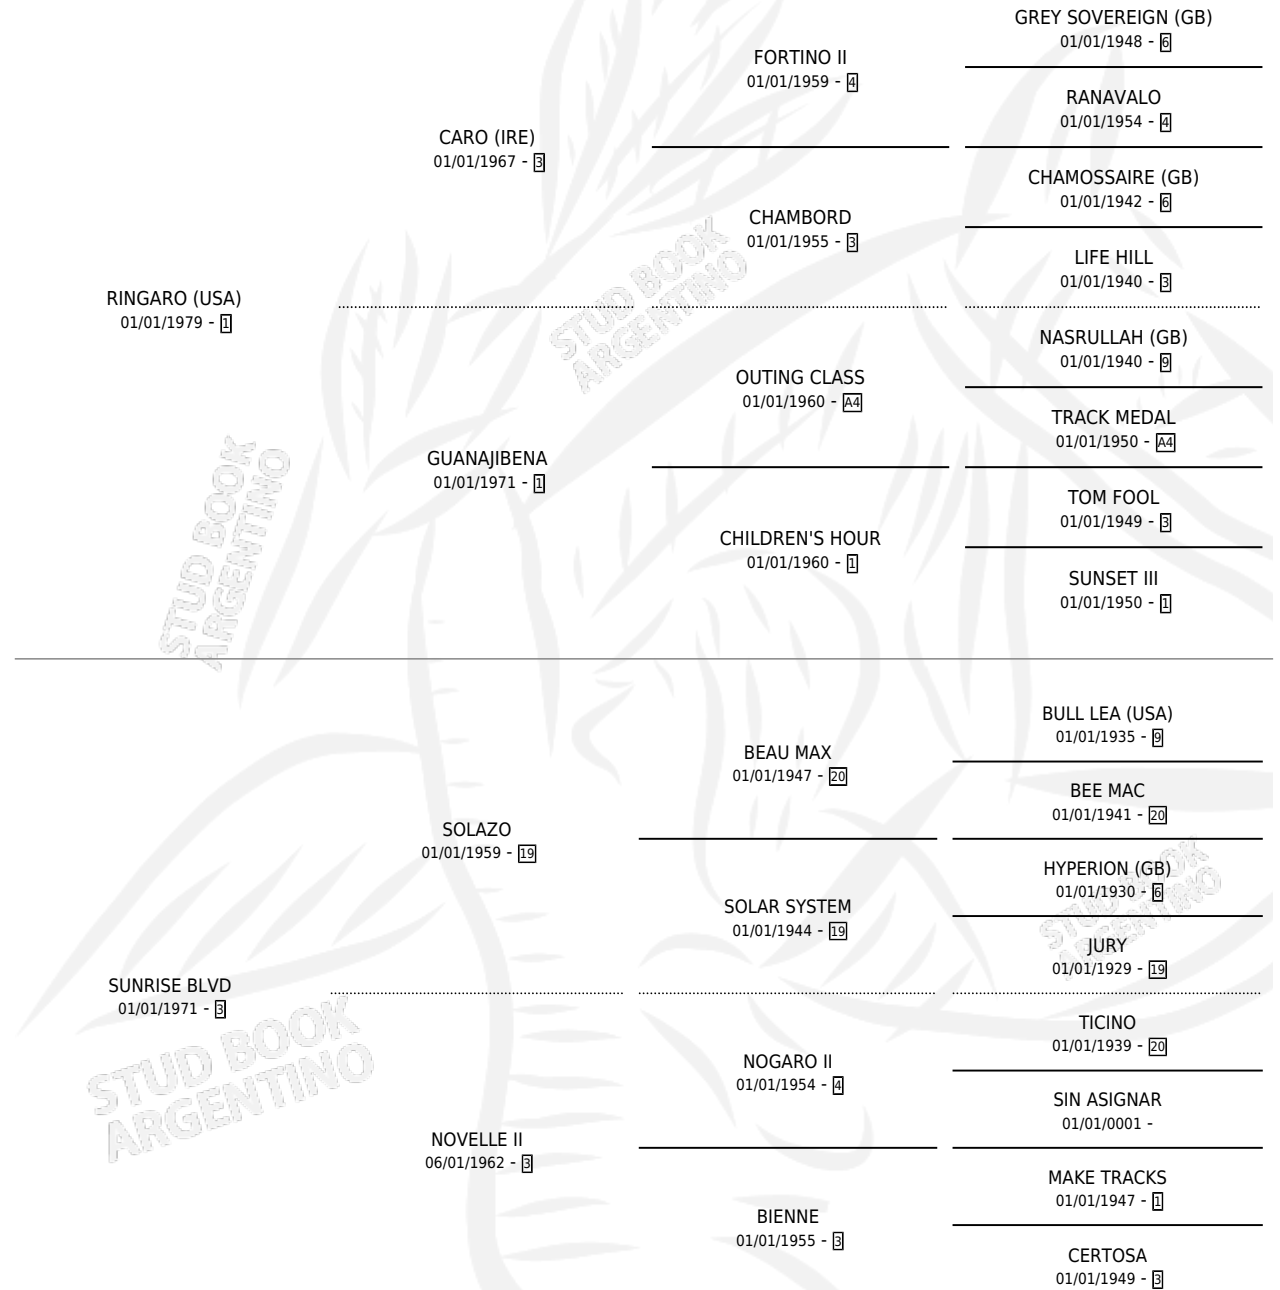 GREY SOVEREIGN (GB)
01/01/1948 - 6
FORTINO II
01/01/1959 - 4
RANAVALO
01/01/1954 - 4
CARO (IRE)
01/01/1967 - 3
CHAMOSSAIRE (GB)
01/01/1942 - 6
CHAMBORD
01/01/1955 - 3
LIFE HILL
01/01/1940 - 3
RINGARO (USA)
01/01/1979 - 1
NASRULLAH (GB)
01/01/1940 - 9
OUTING CLASS
01/01/1960 - A4
TRACK MEDAL
01/01/1950 - A4
GUANAJIBENA
01/01/1971 - 1
TOM FOOL
01/01/1949 - 3
CHILDREN'S HOUR
01/01/1960 - 1
SUNSET III
01/01/1950 - 1
BULL LEA (USA)
01/01/1935 - 9
BEAU MAX
01/01/1947 - 20
BEE MAC
01/01/1941 - 20
SOLAZO
01/01/1959 - 19
HYPERION (GB)
01/01/1930 - 6
SOLAR SYSTEM
01/01/1944 - 19
JURY
01/01/1929 - 19
SUNRISE BLVD
01/01/1971 - 3
TICINO
01/01/1939 - 20
NOGARO II
01/01/1954 - 4
SIN ASIGNAR
01/01/0001 -
NOVELLE II
06/01/1962 - 3
MAKE TRACKS
01/01/1947 - 1
BIENNE
01/01/1955 - 3
CERTOSA
01/01/1949 - 3
STUD BOOK
ARGENTINO
STUD BOOK
ARGENTINO
STUD BOOK
ARGENTINO
STUD BOOK
ARGENTINO